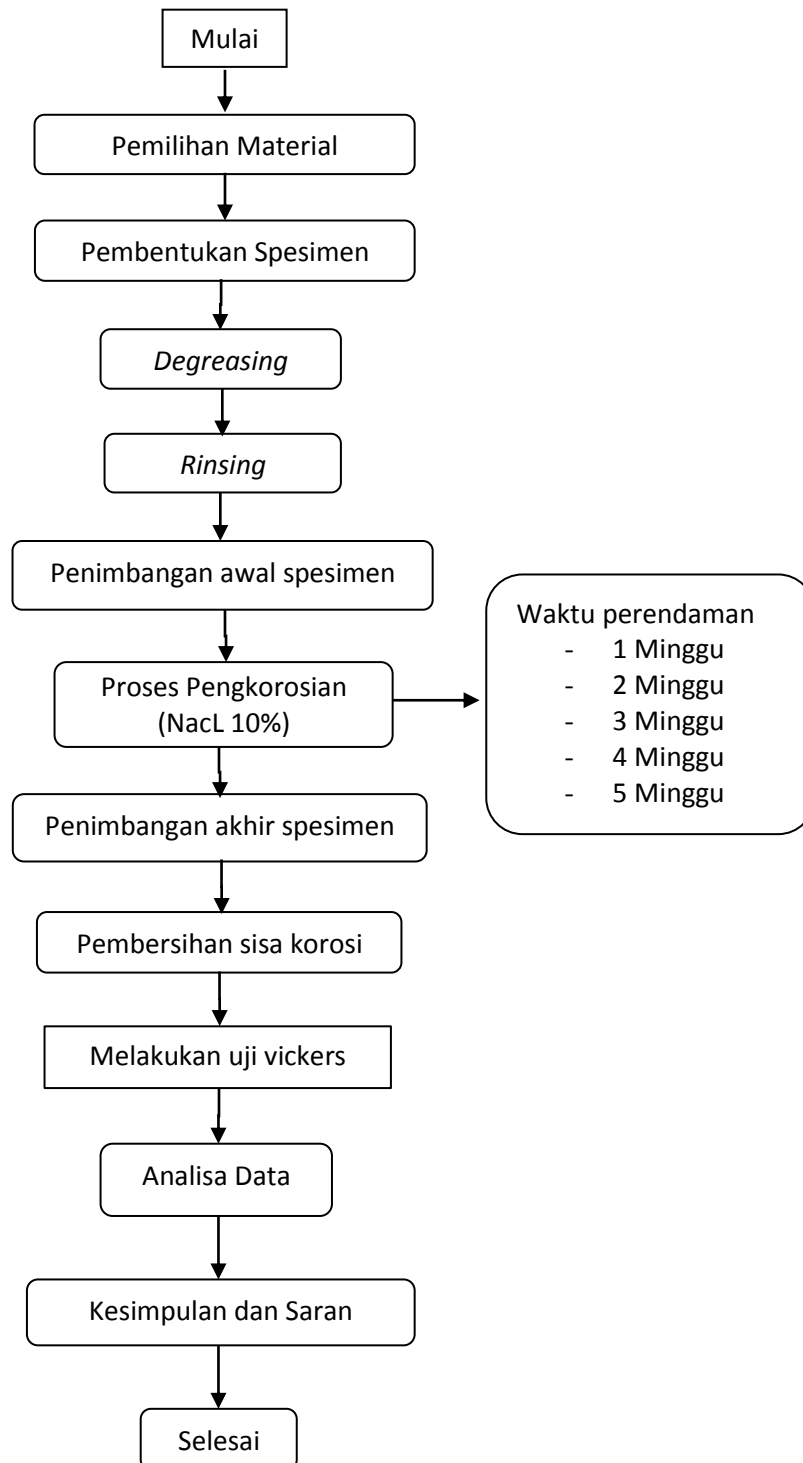 Mulai
Pemilihan Material
Pembentukan Spesimen
Degreasing
Rinsing
Penimbangan awal spesimen
Proses Pengkorosian
(NacL 10%)
Waktu perendaman
- 1 Minggu
- 2 Minggu
- 3 Minggu
- 4 Minggu
- 5 Minggu
Penimbangan akhir spesimen
Pembersihan sisa korosi
Melakukan uji vickers
Analisa Data
Kesimpulan dan Saran
Selesai